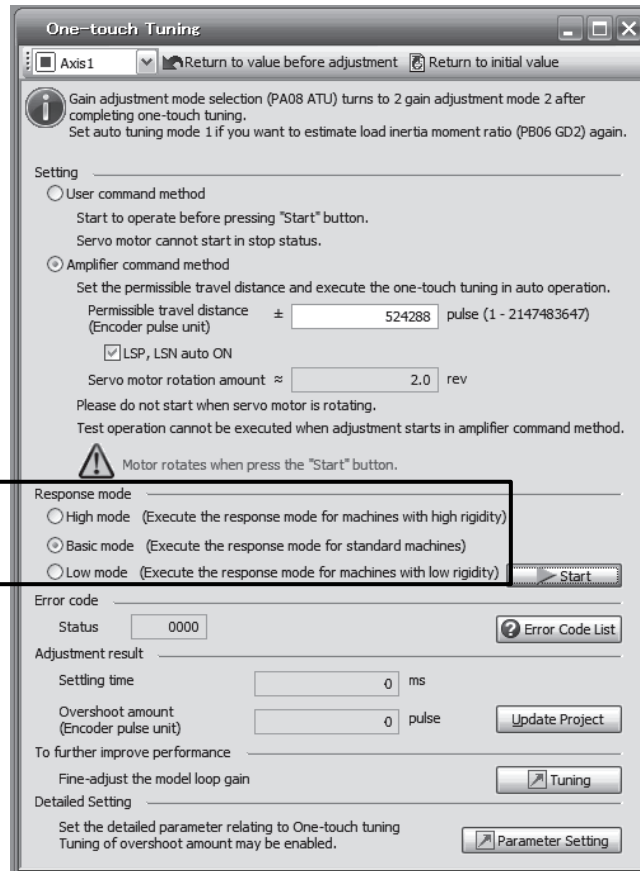 One-touch Tuning
Axis1 Return to value before adjustment Return to initial value
Gain adjustment mode selection (PA08 ATU) turns to 2 gain adjustment mode 2 after
completing one-touch tuning.
Set auto tuning mode 1 if you want to estimate load inertia moment ratio (PB06 GD2) again.
Setting
User command method
Start to operate before pressing "Start" button.
Servo motor cannot start in stop status.
Amplifier command method
Set the permissible travel distance and execute the one-touch tuning in auto operation.
Permissible travel distance ± 524288 pulse (1 - 2147483647)
(Encoder pulse unit)
LSP, LSN auto ON
Servo motor rotation amount ≈ 2.0 rev
Please do not start when servo motor is rotating.
Test operation cannot be executed when adjustment starts in amplifier command method.
Motor rotates when press the "Start" button.
Response mode
High mode (Execute the response mode for machines with high rigidity)
Basic mode (Execute the response mode for standard machines)
Low mode (Execute the response mode for machines with low rigidity) Start
Error code
Status 0000 Error Code List
Adjustment result
Settling time 0 ms
Overshoot amount 0 pulse Update Project
(Encoder pulse unit)
To further improve performance
Fine-adjust the model loop gain Tuning
Detailed Setting
Set the detailed parameter relating to One-touch tuning
Tuning of overshoot amount may be enabled. Parameter Setting